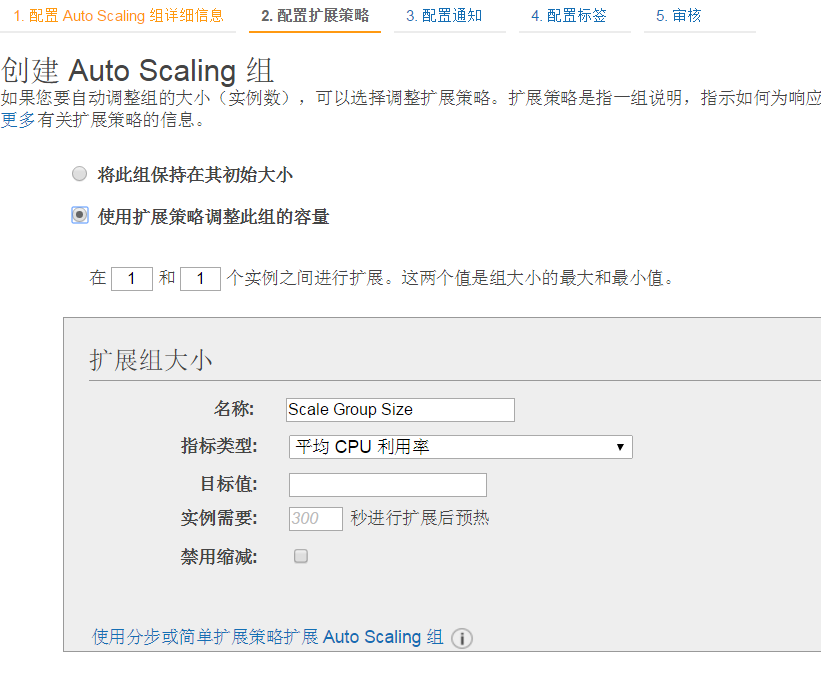 1. 配置 Auto Scaling 组详细信息 2. 配置扩展策略 3. 配置通知 4. 配置标签 5. 审核
创建 Auto Scaling 组
如果您要自动调整组的大小（实例数），可以选择调整扩展策略。扩展策略是指一组说明，指示如何为响应
更多有关扩展策略的信息。
将此组保持在其初始大小
使用扩展策略调整此组的容量
在 1 和 1 个实例之间进行扩展。这两个值是组大小的最大和最小值。
扩展组大小
名称: Scale Group Size
指标类型: 平均 CPU 利用率
目标值:
实例需要: 300 秒进行扩展后预热
禁用缩减:
使用分步或简单扩展策略扩展 Auto Scaling 组